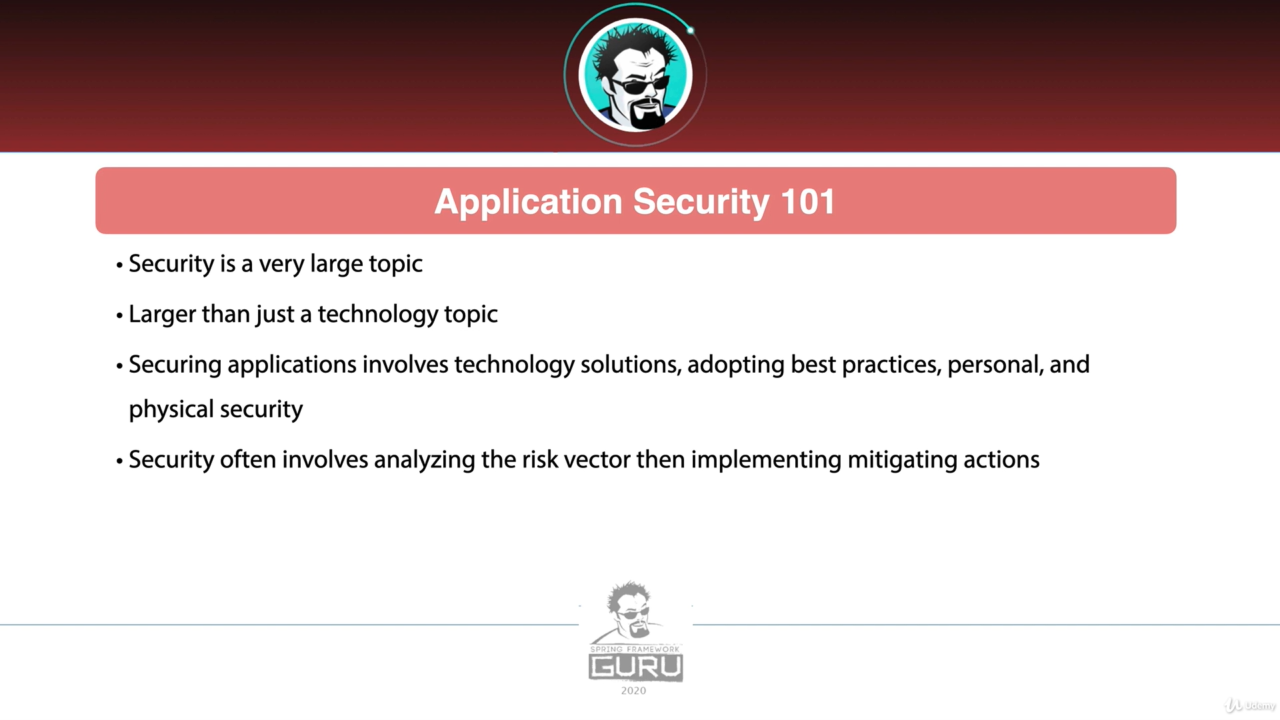 Application Security 101
• Security is a very large topic
• Larger than just a technology topic
• Securing applications involves technology solutions, adopting best practices, personal, and
physical security
• Security often involves analyzing the risk vector then implementing mitigating actions
SPRING FRAMEWORK
GURU
2020
Udemy